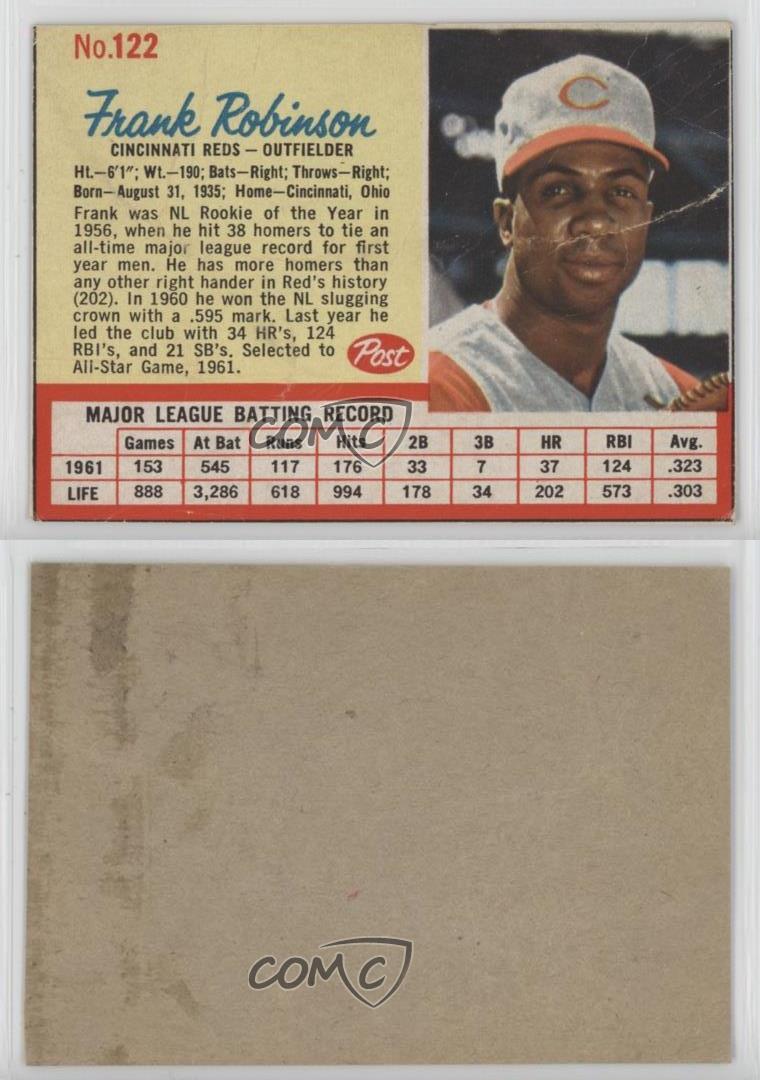 No.122
Frank Robinson
CINCINNATI REDS – OUTFIELDER
Ht.–6'1"; Wt.–190; Bats–Right; Throws–Right;
Born–August 31, 1935; Home–Cincinnati, Ohio
Frank was NL Rookie of the Year in
1956, when he hit 38 homers to tie an
all-time major league record for first
year men. He has more homers than
any other right hander in Red's history
(202). In 1960 he won the NL slugging
crown with a .595 mark. Last year he
led the club with 34 HR's, 124
RBI's, and 21 SB's. Selected to
All-Star Game, 1961.
Post
C
MAJOR LEAGUE BATTING RECORD
Games At Bat Runs Hits 2B 3B HR RBI Avg.
1961 153 545 117 176 33 7 37 124 .323
LIFE 888 3,286 618 994 178 34 202 573 .303
COMC
COMC